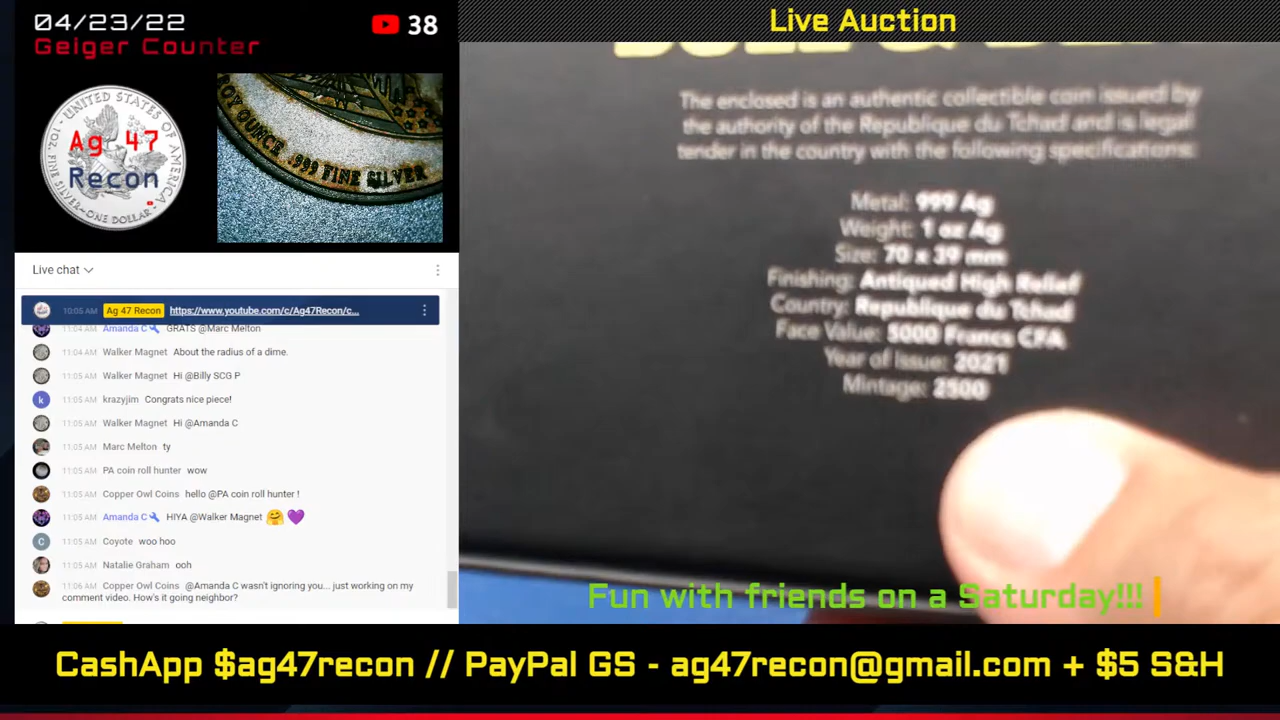 04/23/22
38
Geiger Counter
UNITED STATES OF AMERICA
1 OZ. FINE SILVER~ONE DOLLAR
Ag 47
Recon
OY OUNCE .999 FINE SILVER
Live chat
10:05 AM Ag 47 Recon https://www.youtube.com/c/Ag47Recon/c...
11:04 AM Amanda C GRATS @Marc Melton
11:04 AM Walker Magnet About the radius of a dime.
11:05 AM Walker Magnet Hi @Billy SCG P
k 11:05 AM krazyjim Congrats nice piece!
11:05 AM Walker Magnet Hi @Amanda C
11:05 AM Marc Melton ty
11:05 AM PA coin roll hunter wow
11:05 AM Copper Owl Coins hello @PA coin roll hunter !
11:05 AM Amanda C HIYA @Walker Magnet 🤗💜
C 11:05 AM Coyote woo hoo
11:05 AM Natalie Graham ooh
11:06 AM Copper Owl Coins @Amanda C wasn't ignoring you... just working on my
comment video. How's it going neighbor?
Live Auction
The enclosed is an authentic collectible coin issued by
the authority of the Republique du Tchad and is legal
tender in the country with the following specifications:
Metal: 999 Ag
Weight: 1 oz Ag
Size: 70 x 39 mm
Finishing: Antiqued High Relief
Country: Republique du Tchad
Face Value: 5000 Francs CFA
Year of Issue: 2021
Mintage: 2500
Fun with friends on a Saturday!!!
CashApp $ag47recon // PayPal GS - ag47recon@gmail.com + $5 S&H